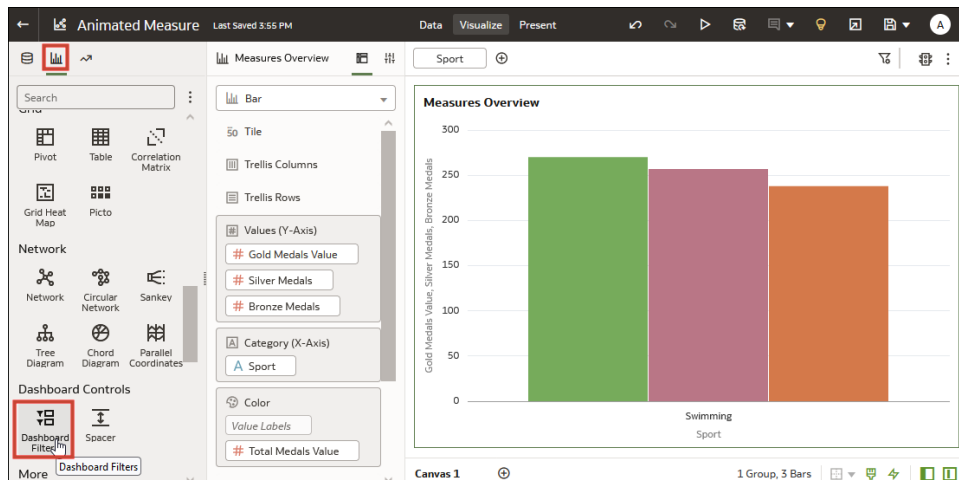 Animated Measure Last Saved 3:55 PM Data Visualize Present A
Measures Overview
Sport
Search
Grid
Pivot
Table
Correlation
Matrix
Grid Heat
Map
Picto
Network
Network
Circular
Network
Sankey
Tree
Diagram
Chord
Diagram
Parallel
Coordinates
Dashboard Controls
Dashboard
Filters
Spacer
Dashboard Filters
More
Bar
50 Tile
Trellis Columns
Trellis Rows
# Values (Y-Axis)
# Gold Medals Value
# Silver Medals
# Bronze Medals
A Category (X-Axis)
A Sport
Color
Value Labels
# Total Medals Value
Measures Overview
Gold Medals Value, Silver Medals, Bronze Medals
300
250
200
150
100
50
0
Swimming
Sport
Canvas 1
1 Group, 3 Bars